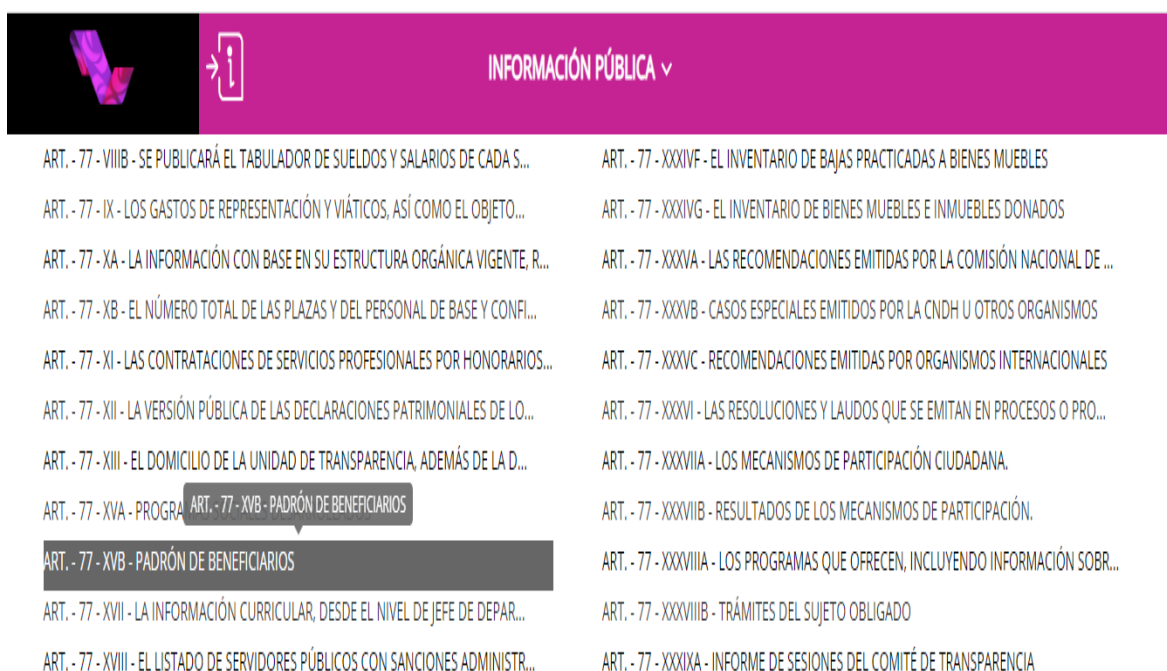 INFORMACIÓN PÚBLICA
ART. - 77 - VIIIB - SE PUBLICARÁ EL TABULADOR DE SUELDOS Y SALARIOS DE CADA S...
ART. - 77 - IX - LOS GASTOS DE REPRESENTACIÓN Y VIÁTICOS, ASÍ COMO EL OBJETO...
ART. - 77 - XA - LA INFORMACIÓN CON BASE EN SU ESTRUCTURA ORGÁNICA VIGENTE, R...
ART. - 77 - XB - EL NÚMERO TOTAL DE LAS PLAZAS Y DEL PERSONAL DE BASE Y CONFI...
ART. - 77 - XI - LAS CONTRATACIONES DE SERVICIOS PROFESIONALES POR HONORARIOS...
ART. - 77 - XII - LA VERSIÓN PÚBLICA DE LAS DECLARACIONES PATRIMONIALES DE LO...
ART. - 77 - XIII - EL DOMICILIO DE LA UNIDAD DE TRANSPARENCIA, ADEMÁS DE LA D...
ART. - 77 - XVA -
ART. - 77 - XVB - PADRÓN DE BENEFICIARIOS
ART. - 77 - XVB - PADRÓN DE BENEFICIARIOS
ART. - 77 - XVII - LA INFORMACIÓN CURRICULAR, DESDE EL NIVEL DE JEFE DE DEPAR...
ART. - 77 - XVIII - EL LISTADO DE SERVIDORES PÚBLICOS CON SANCIONES ADMINISTR...
ART. - 77 - XXXIVF - EL INVENTARIO DE BAJAS PRACTICADAS A BIENES MUEBLES
ART. - 77 - XXXIVG - EL INVENTARIO DE BIENES MUEBLES E INMUEBLES DONADOS
ART. - 77 - XXXVA - LAS RECOMENDACIONES EMITIDAS POR LA COMISIÓN NACIONAL DE ...
ART. - 77 - XXXVB - CASOS ESPECIALES EMITIDOS POR LA CNDH U OTROS ORGANISMOS
ART. - 77 - XXXVC - RECOMENDACIONES EMITIDAS POR ORGANISMOS INTERNACIONALES
ART. - 77 - XXXVI - LAS RESOLUCIONES Y LAUDOS QUE SE EMITAN EN PROCESOS O PRO...
ART. - 77 - XXXVIIA - LOS MECANISMOS DE PARTICIPACIÓN CIUDADANA.
ART. - 77 - XXXVIIB - RESULTADOS DE LOS MECANISMOS DE PARTICIPACIÓN.
ART. - 77 - XXXVIIIA - LOS PROGRAMAS QUE OFRECEN, INCLUYENDO INFORMACIÓN SOBR...
ART. - 77 - XXXVIIIB - TRÁMITES DEL SUJETO OBLIGADO
ART. - 77 - XXXIXA - INFORME DE SESIONES DEL COMITÉ DE TRANSPARENCIA